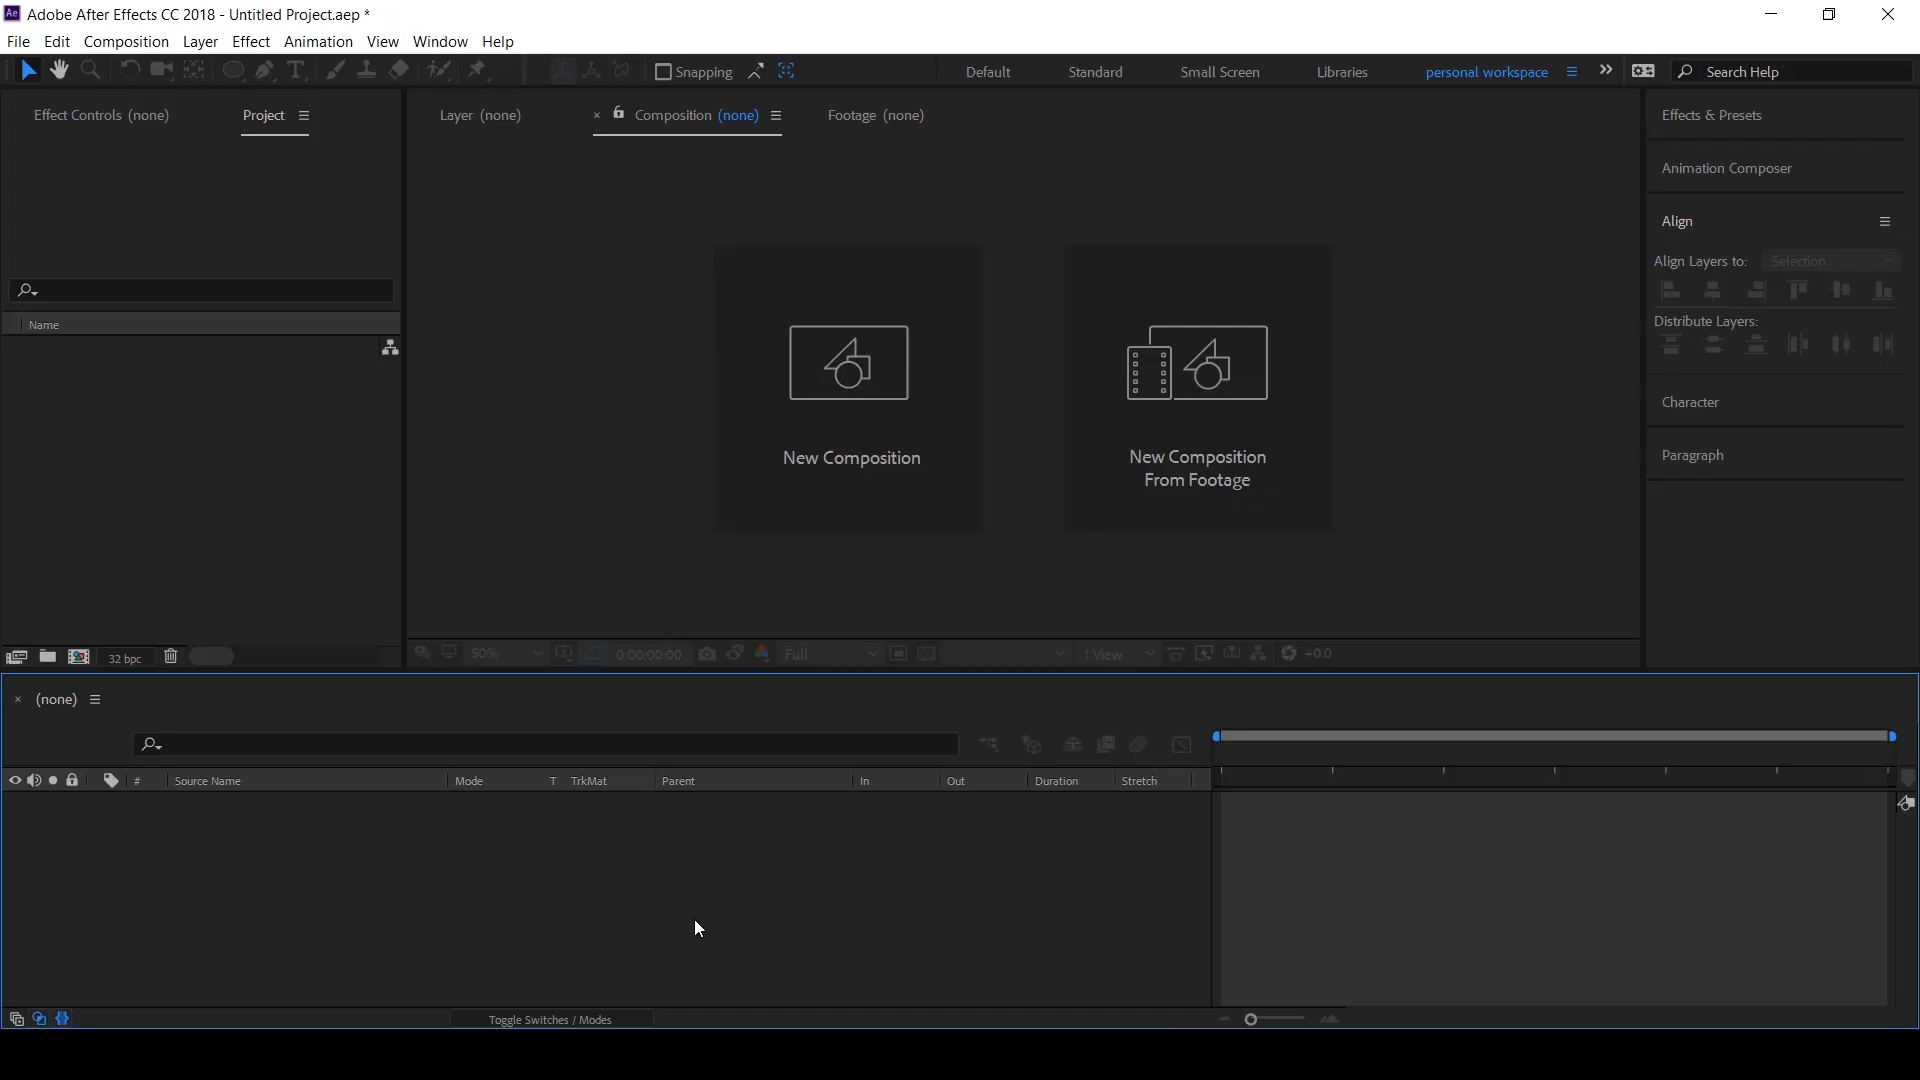 Ae Adobe After Effects CC 2018 - Untitled Project.aep *
File Edit Composition Layer Effect Animation View Window Help
T Snapping Default Standard Small Screen Libraries personal workspace Search Help
Effect Controls (none) Project Layer (none) × Composition (none) Footage (none) Effects & Presets
Animation Composer
Align
Align Layers to: Selection
Distribute Layers:
Name
New Composition
New Composition
From Footage
Character
Paragraph
32 bpc 50% 0:00:00:00 Full 1 View +0.0
× (none)
# Source Name Mode T TrkMat Parent In Out Duration Stretch
Toggle Switches / Modes